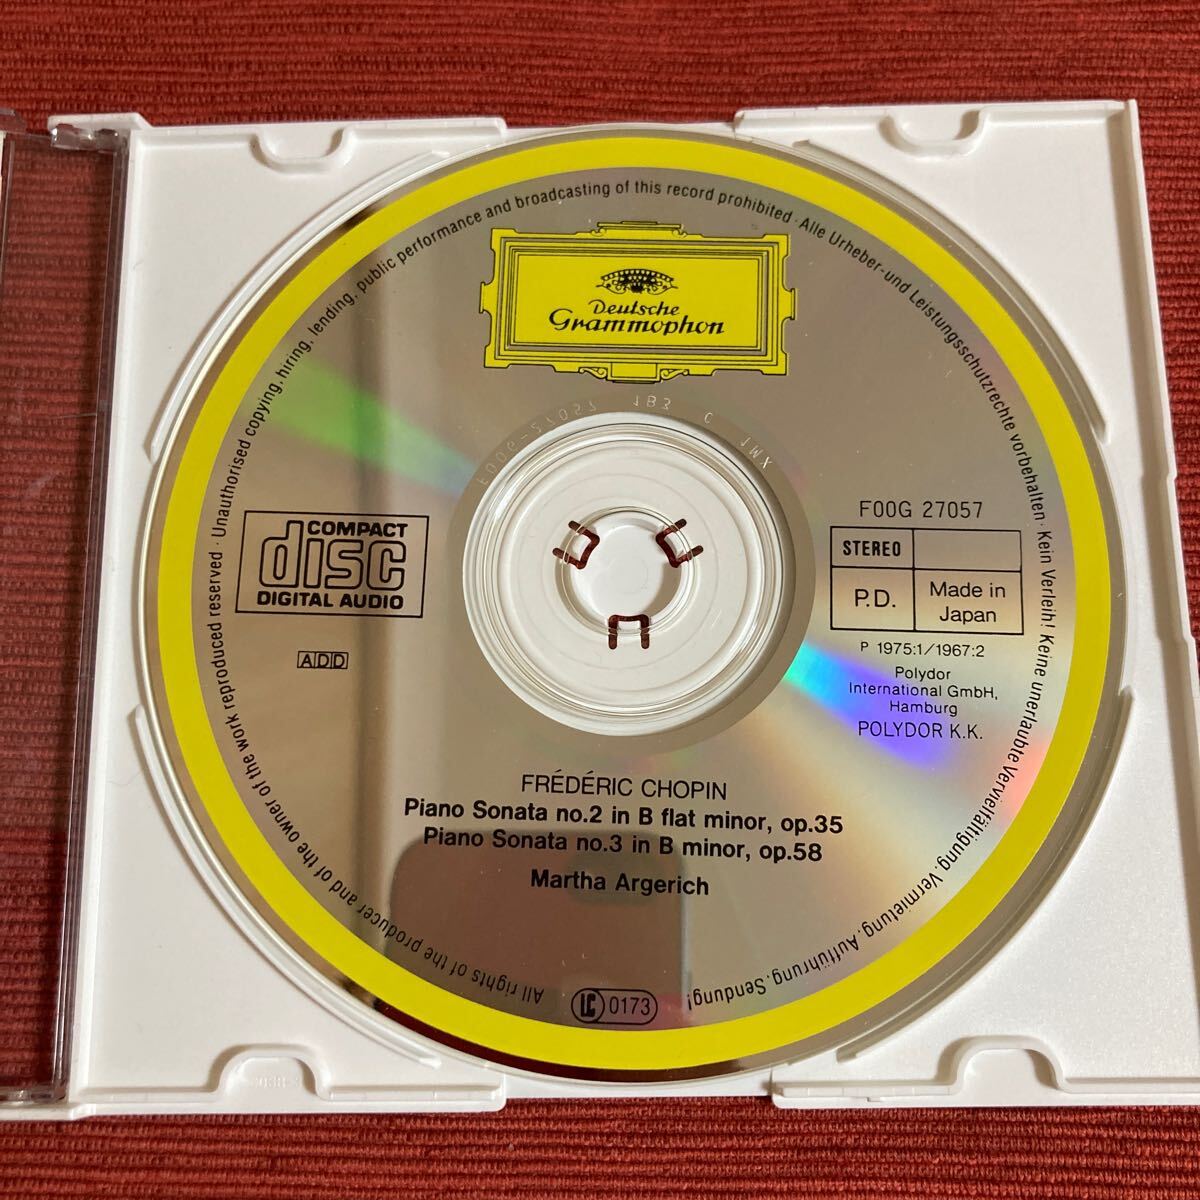 Unauthorised copying, hiring, lending, public performance and broadcasting of this record prohibited · Alle Urheber- und Leistungsschutzrechte vorbehalten · Kein Verleih! Keine unerlaubte Vervielfältigung, Vermietung, Aufführung, Sendung!
All rights of the producer and of the owner of the work reproduced reserved ·
Deutsche
Grammophon
F00G-27057 1B3 C
COMPACT
disc
DIGITAL AUDIO
ADD
F00G 27057
STEREO
P.D.
Made in
Japan
P 1975:1/1967:2
Polydor
International GmbH,
Hamburg
POLYDOR K.K.
FRÉDÉRIC CHOPIN
Piano Sonata no.2 in B flat minor, op.35
Piano Sonata no.3 in B minor, op.58
Martha Argerich
LC 0173